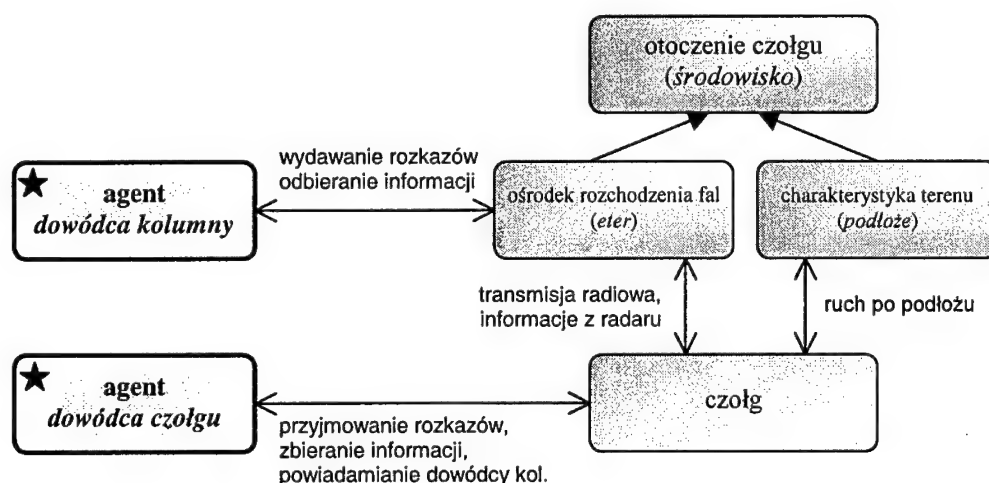 otoczenie czołgu
(środowisko)
wydawanie rozkazów
odbieranie informacji
agent
dowódca kolumny
ośrodek rozchodzenia fal
(eter)
charakterystyka terenu
(podłoże)
transmisja radiowa,
informacje z radaru
ruch po podłożu
agent
dowódca czołgu
czołg
przyjmowanie rozkazów,
zbieranie informacji,
powiadamianie dowódcy kol.